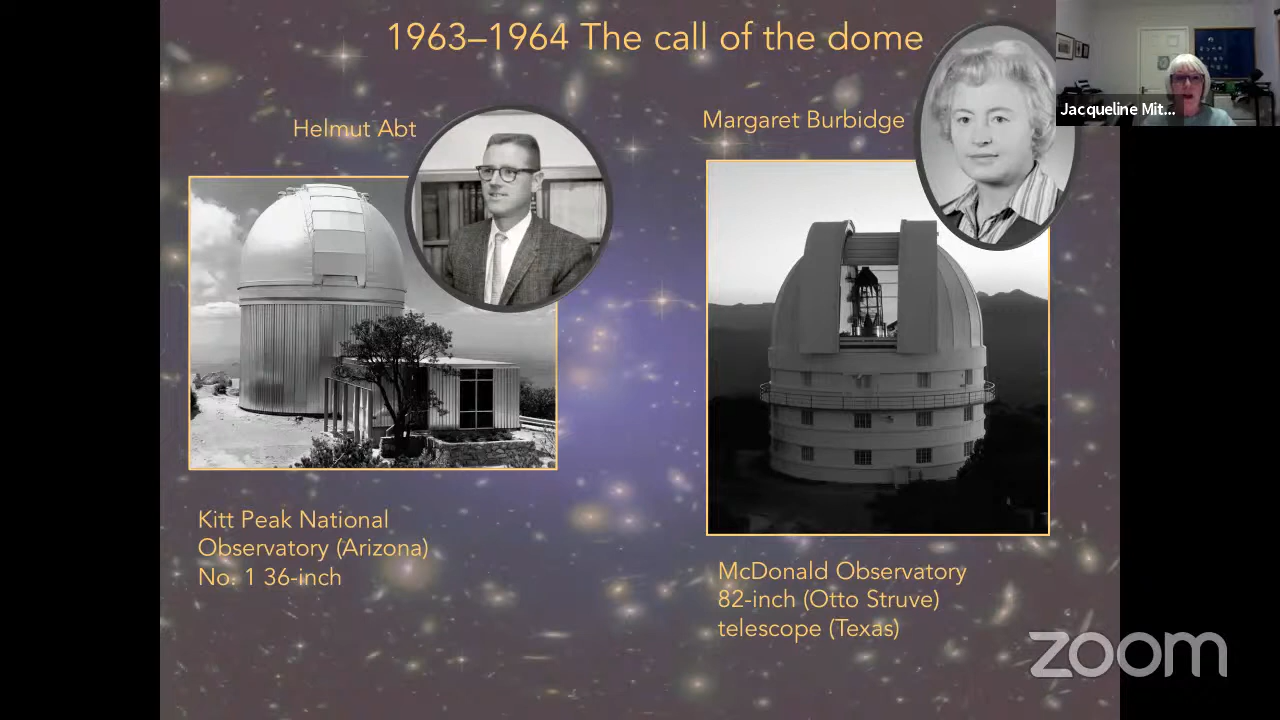 1963–1964 The call of the dome
Helmut Abt
Margaret Burbidge
Jacqueline Mit...
Kitt Peak National
Observatory (Arizona)
No. 1 36-inch
McDonald Observatory
82-inch (Otto Struve)
telescope (Texas)
zoom